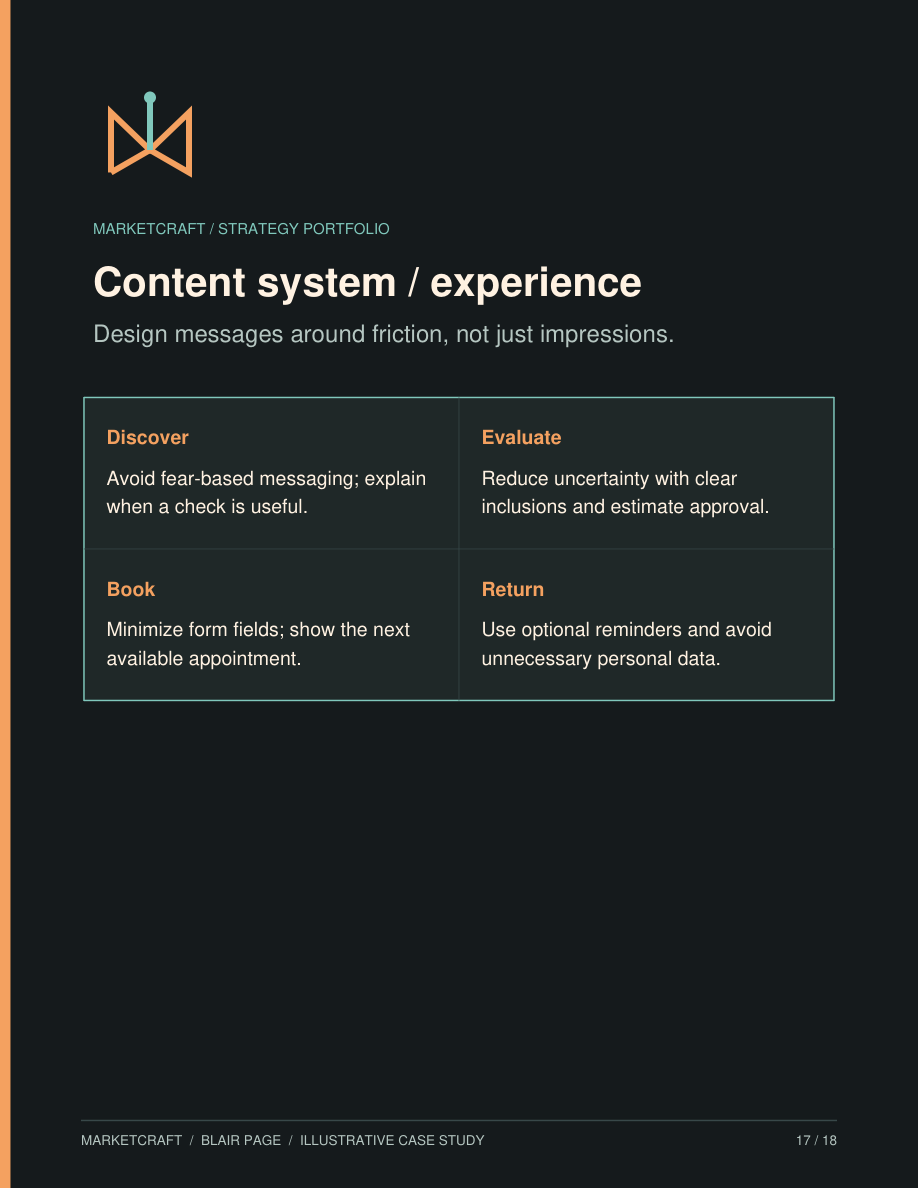 MARKETCRAFT / STRATEGY PORTFOLIO
Content system / experience
Design messages around friction, not just impressions.
Discover
Avoid fear-based messaging; explain
when a check is useful.
Evaluate
Reduce uncertainty with clear
inclusions and estimate approval.
Book
Minimize form fields; show the next
available appointment.
Return
Use optional reminders and avoid
unnecessary personal data.
MARKETCRAFT / BLAIR PAGE / ILLUSTRATIVE CASE STUDY
17 / 18